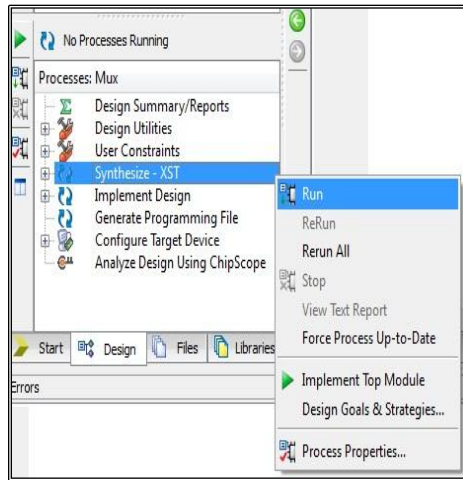 No Processes Running
Processes: Mux
Design Summary/Reports
Design Utilities
User Constraints
Synthesize - XST
Implement Design
Generate Programming File
Configure Target Device
Analyze Design Using ChipScope
Run
ReRun
Rerun All
Stop
View Text Report
Force Process Up-to-Date
Implement Top Module
Design Goals & Strategies...
Process Properties...
Start
Design
Files
Libraries
Errors